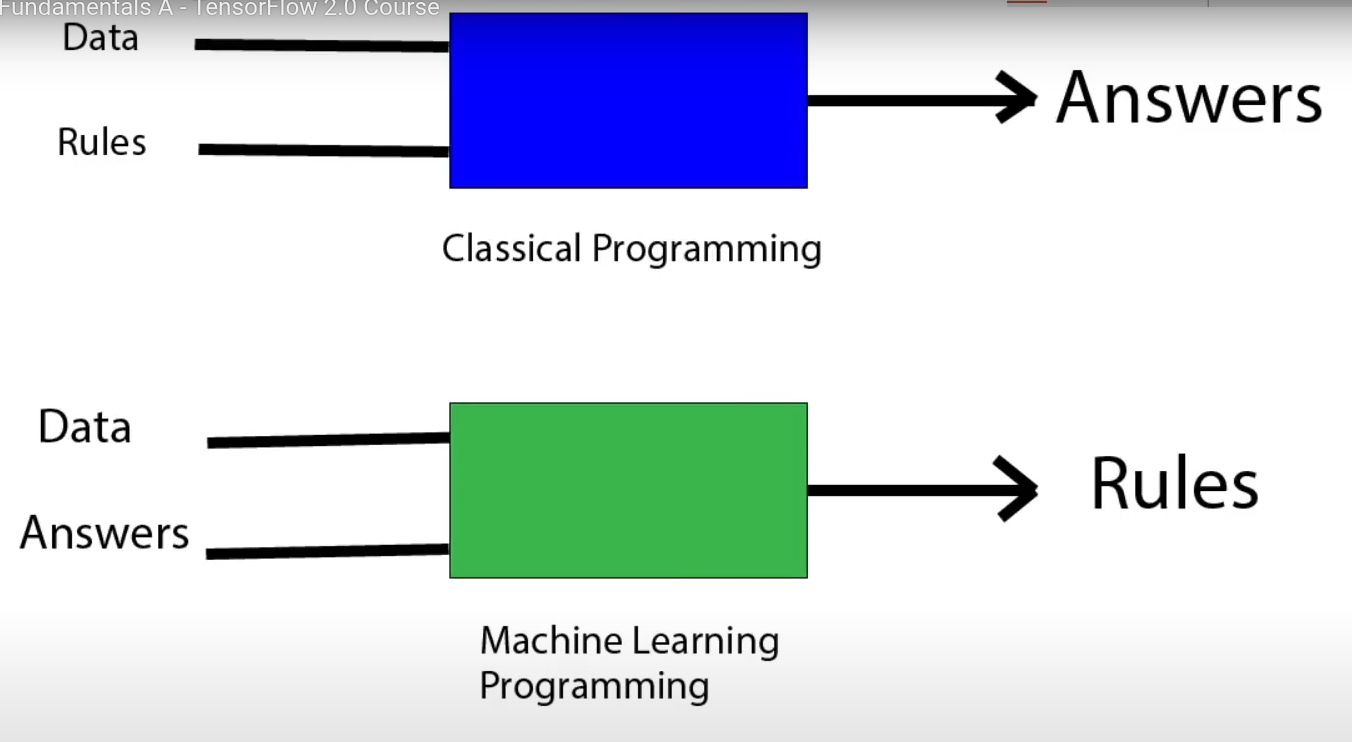 Fundamentals A - TensorFlow 2.0 Course
Data
Rules
Answers
Classical Programming
Data
Answers
Rules
Machine Learning
Programming